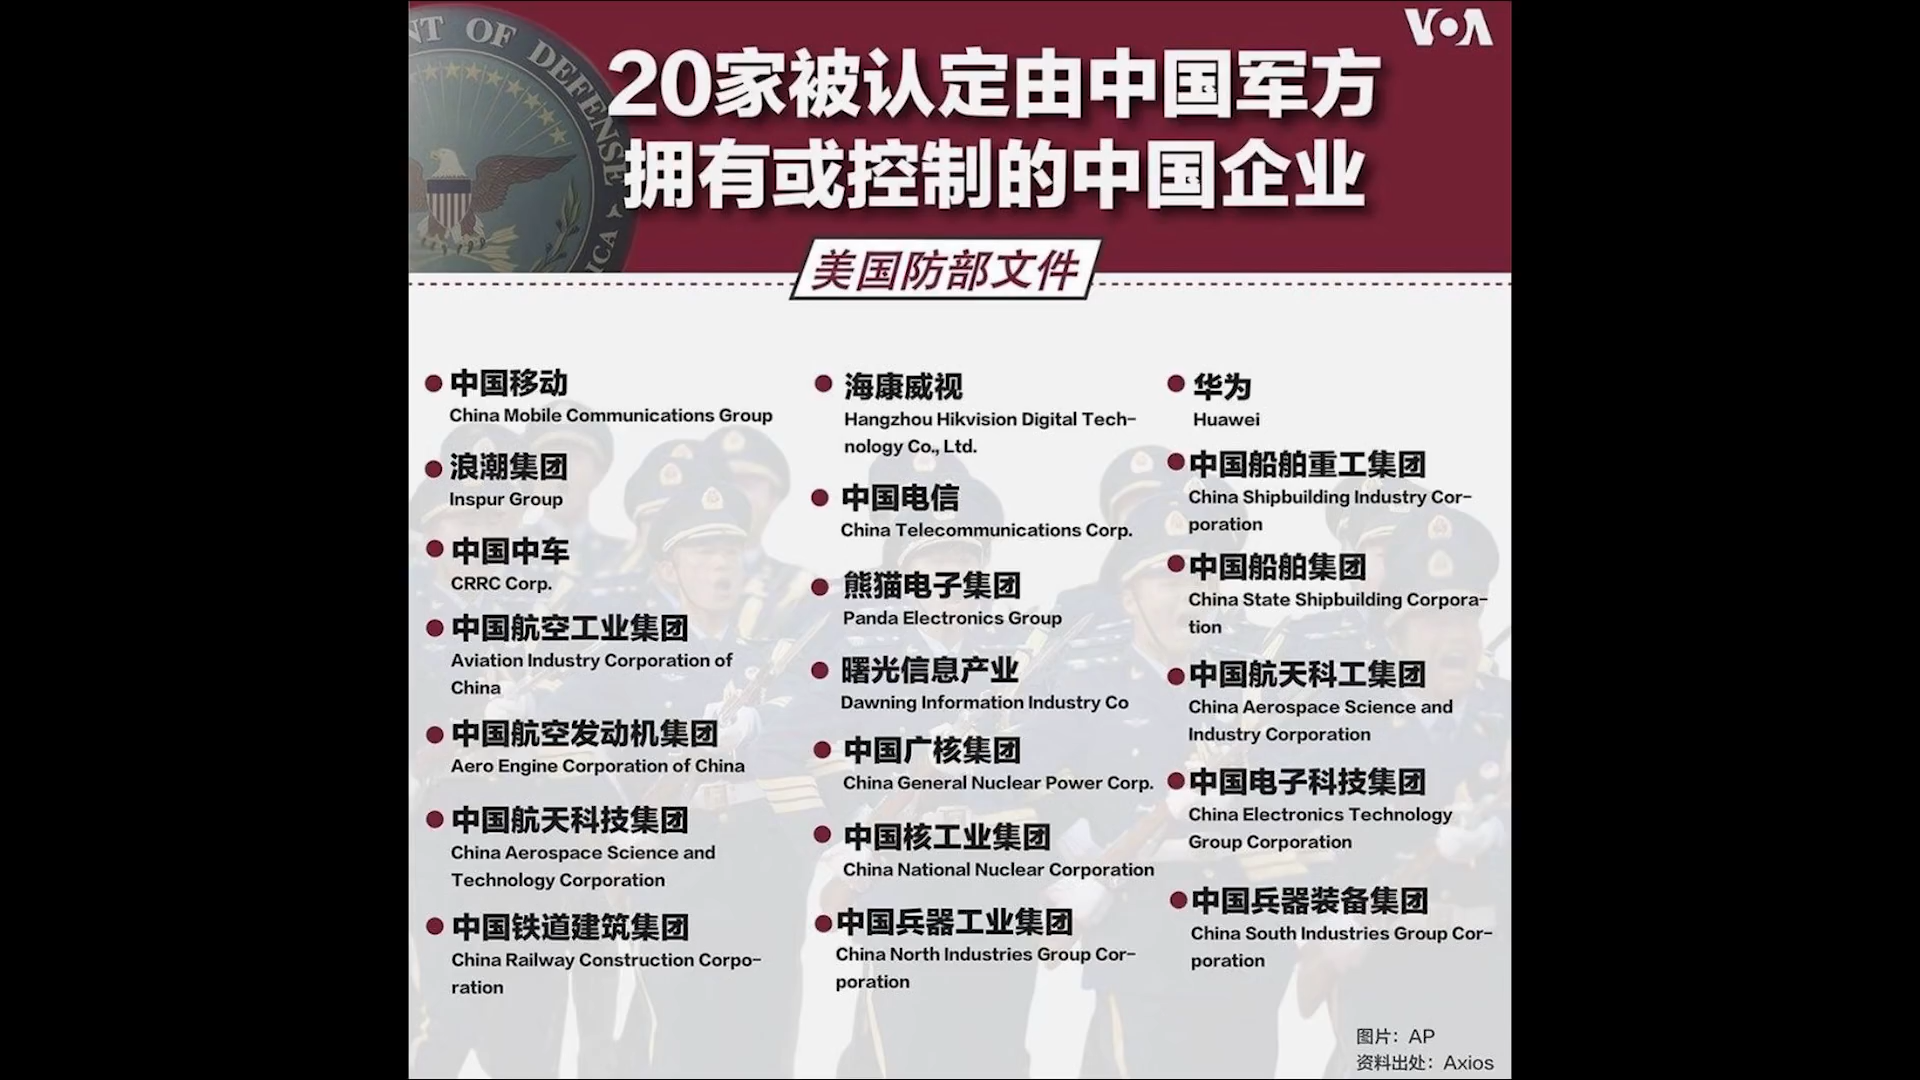 VOA
NT OF DEFENSE
ICA
20家被认定由中国军方
拥有或控制的中国企业
美国防部文件
中国移动
China Mobile Communications Group
浪潮集团
Inspur Group
中国中车
CRRC Corp.
中国航空工业集团
Aviation Industry Corporation of
China
中国航空发动机集团
Aero Engine Corporation of China
中国航天科技集团
China Aerospace Science and
Technology Corporation
中国铁道建筑集团
China Railway Construction Corpo-
ration
海康威视
Hangzhou Hikvision Digital Tech-
nology Co., Ltd.
中国电信
China Telecommunications Corp.
熊猫电子集团
Panda Electronics Group
曙光信息产业
Dawning Information Industry Co
中国广核集团
China General Nuclear Power Corp.
中国核工业集团
China National Nuclear Corporation
中国兵器工业集团
China North Industries Group Cor-
poration
华为
Huawei
中国船舶重工集团
China Shipbuilding Industry Cor-
poration
中国船舶集团
China State Shipbuilding Corpora-
tion
中国航天科工集团
China Aerospace Science and
Industry Corporation
中国电子科技集团
China Electronics Technology
Group Corporation
中国兵器装备集团
China South Industries Group Cor-
poration
图片：AP
资料出处：Axios